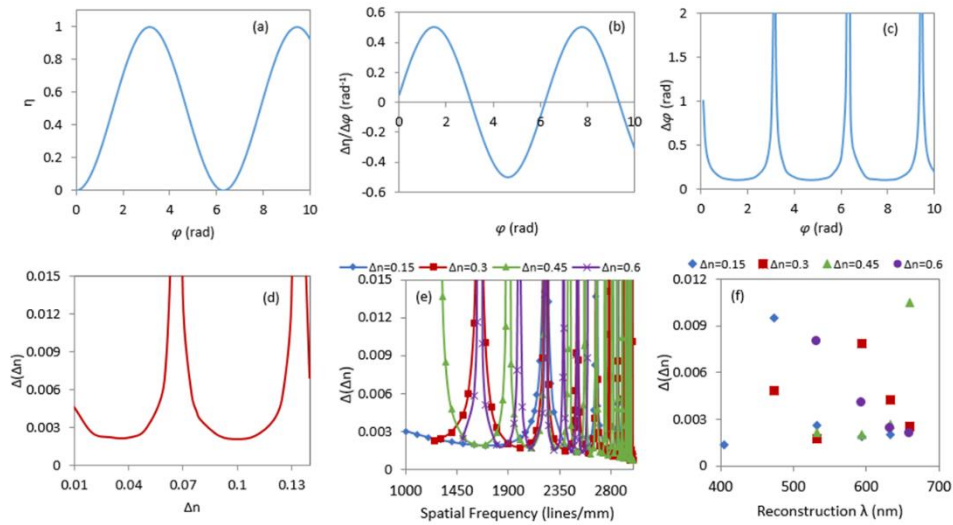 (a)
η
1
0.8
0.6
0.4
0.2
0
0 2 4 6 8 10
φ (rad)
(b)
Δη/Δφ (rad⁻¹)
0.6
0.4
0.2
0
-0.2
-0.4
-0.6
0 2 4 6 8 10
φ (rad)
(c)
Δφ (rad)
2
1.5
1
0.5
0
0 2 4 6 8 10
φ (rad)
(d)
Δ(Δn)
0.015
0.012
0.009
0.006
0.003
0
0.01 0.04 0.07 0.1 0.13
Δn
Δn=0.15 Δn=0.3 Δn=0.45 Δn=0.6
(e)
Δ(Δn)
0.015
0.012
0.009
0.006
0.003
0
1000 1450 1900 2350 2800
Spatial Frequency (lines/mm)
Δn=0.15 Δn=0.3 Δn=0.45 Δn=0.6
(f)
Δ(Δn)
0.012
0.009
0.006
0.003
0
400 500 600 700
Reconstruction λ (nm)